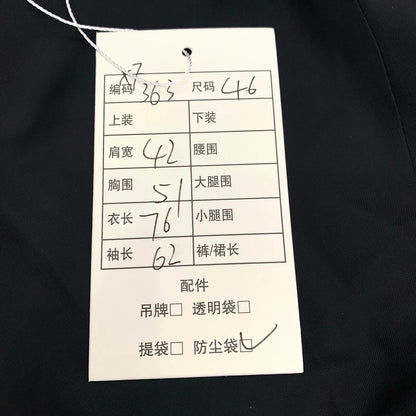 X7
编码 363 尺码 46
上装 下装
肩宽 42 腰围
胸围 51 大腿围
衣长 76 小腿围
袖长 62 裤/裙长
配件
吊牌□ 透明袋□
提袋□ 防尘袋☑